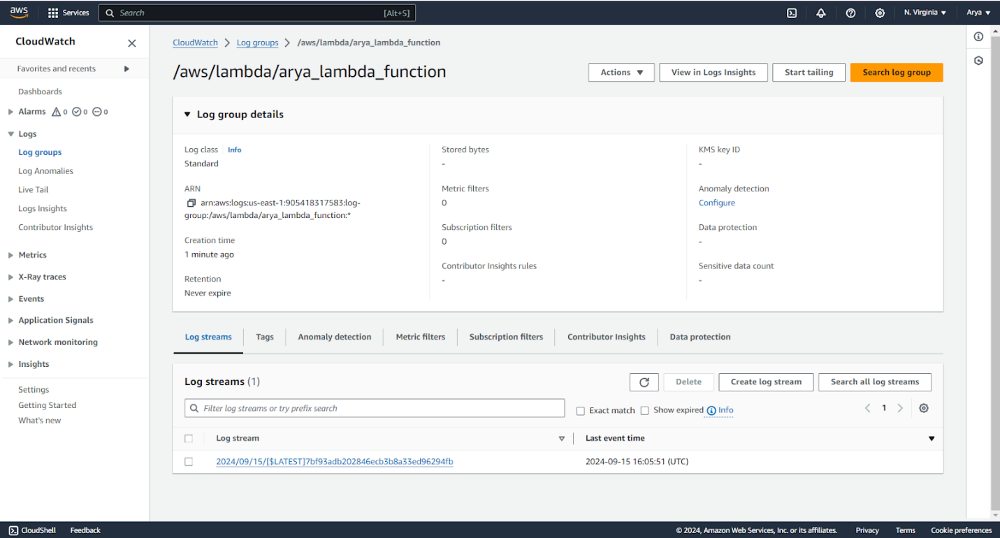 aws
Services
Search [Alt+S]
N. Virginia
Arya
CloudWatch
Favorites and recents
Dashboards
Alarms 0 0 0
Logs
Log groups
Log Anomalies
Live Tail
Logs Insights
Contributor Insights
Metrics
X-Ray traces
Events
Application Signals
Network monitoring
Insights
Settings
Getting Started
What's new
CloudWatch > Log groups > /aws/lambda/arya_lambda_function
/aws/lambda/arya_lambda_function
Actions
View in Logs Insights
Start tailing
Search log group
Log group details
Log class Info
Standard
ARN
arn:aws:logs:us-east-1:905418317583:log-
group:/aws/lambda/arya_lambda_function:*
Creation time
1 minute ago
Retention
Never expire
Stored bytes
-
Metric filters
0
Subscription filters
0
Contributor Insights rules
-
KMS key ID
-
Anomaly detection
Configure
Data protection
-
Sensitive data count
-
Log streams
Tags
Anomaly detection
Metric filters
Subscription filters
Contributor Insights
Data protection
Log streams (1)
Delete
Create log stream
Search all log streams
Filter log streams or try prefix search
Exact match
Show expired
Info
1
Log stream
Last event time
2024/09/15/[$LATEST]7bf93adb202846ecb3b8a33ed96294fb
2024-09-15 16:05:51 (UTC)
CloudShell
Feedback
© 2024, Amazon Web Services, Inc. or its affiliates.
Privacy
Terms
Cookie preferences